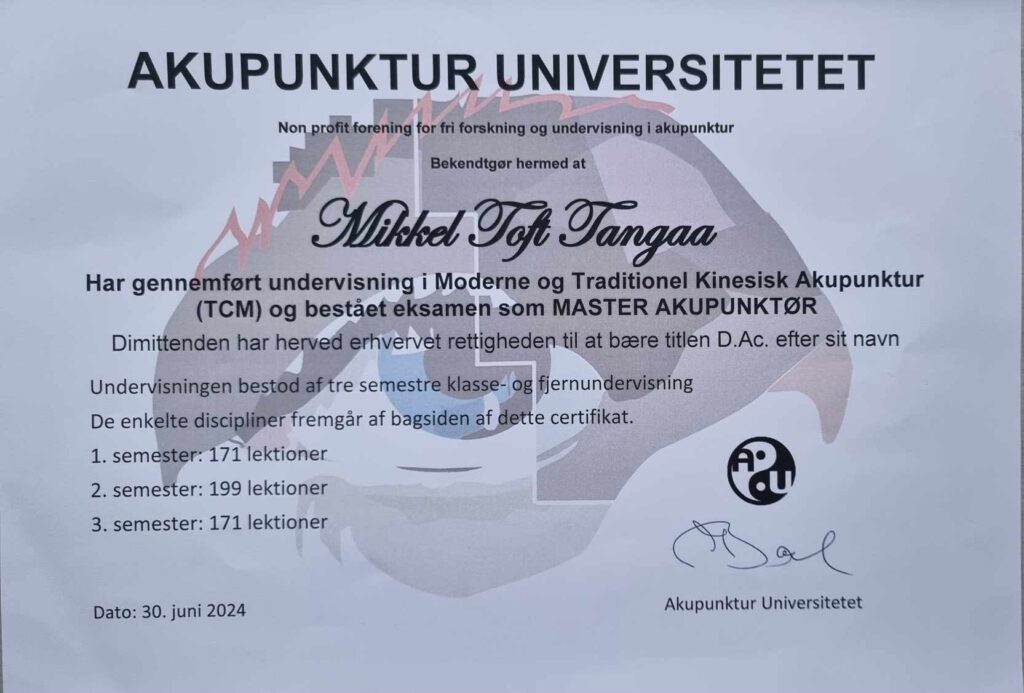 AKUPUNKTUR UNIVERSITETET
Non profit forening for fri forskning og undervisning i akupunktur
Bekendtgør hermed at
Mikkel Toft Tangaa
Har gennemført undervisning i Moderne og Traditionel Kinesisk Akupunktur
(TCM) og bestået eksamen som MASTER AKUPUNKTØR
Dimittenden har herved erhvervet rettigheden til at bære titlen D.Ac. efter sit navn
Undervisningen bestod af tre semestre klasse- og fjernundervisning
De enkelte discipliner fremgår af bagsiden af dette certifikat.
1. semester: 171 lektioner
2. semester: 199 lektioner
3. semester: 171 lektioner
A U
Akupunktur Universitetet
Dato: 30. juni 2024